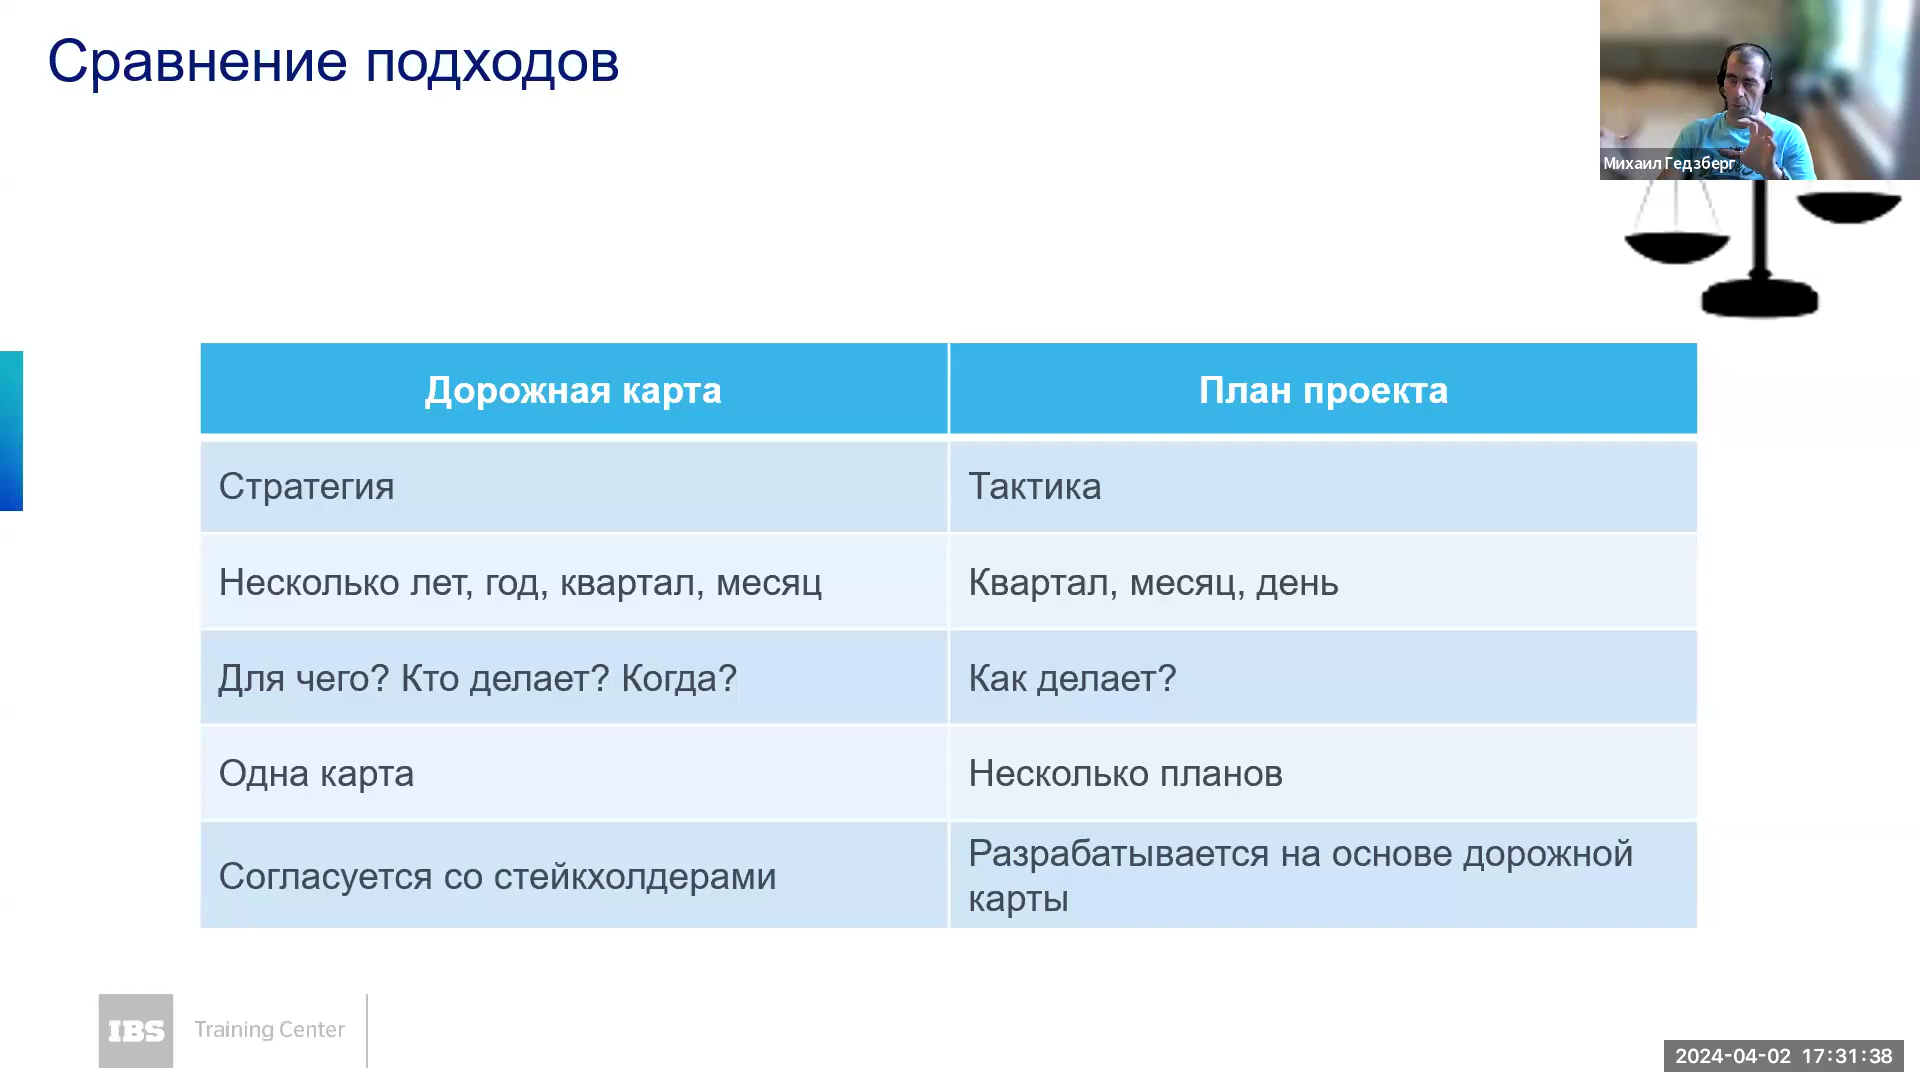 Сравнение подходов
Михаил Гедзберг
Дорожная карта
План проекта
Стратегия
Тактика
Несколько лет, год, квартал, месяц
Квартал, месяц, день
Для чего? Кто делает? Когда?
Как делает?
Одна карта
Несколько планов
Согласуется со стейкхолдерами
Разрабатывается на основе дорожной
карты
IBS
Training Center
2024-04-02 17:31:38